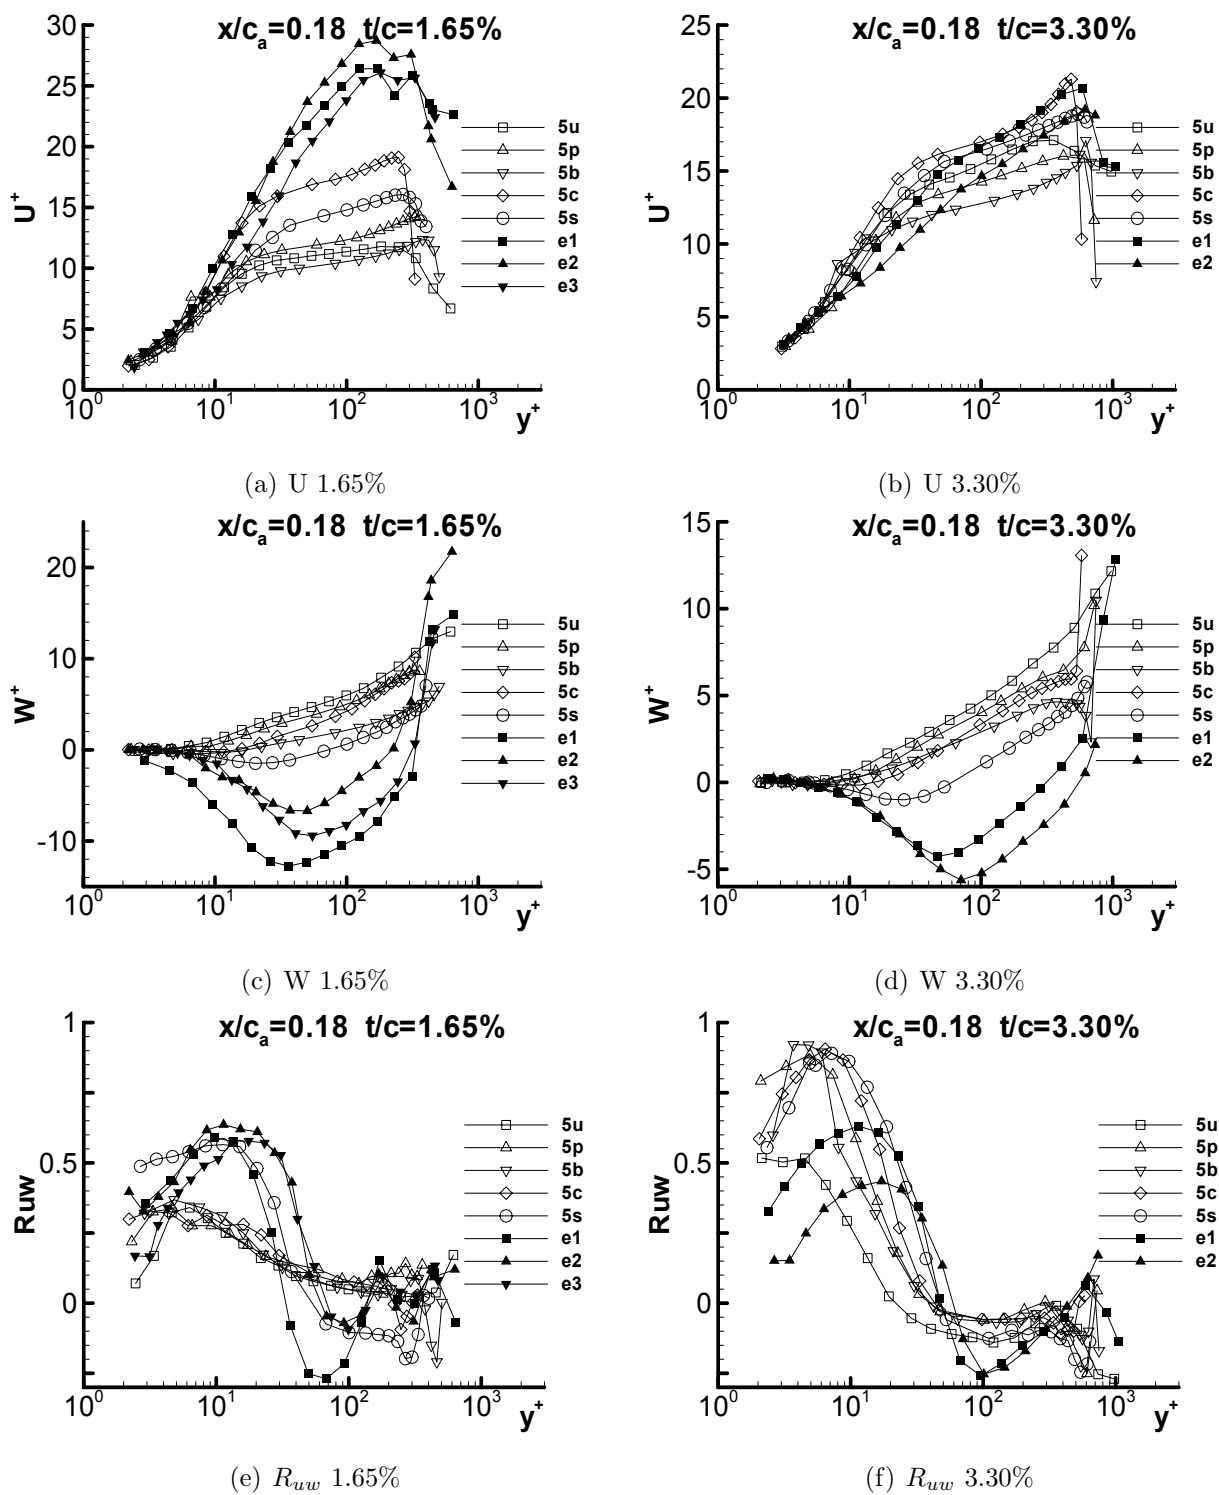 x/ca=0.18 t/c=1.65%
U+
30
25
20
15
10
5
0
10^0 10^1 10^2 10^3
y+
5u
5p
5b
5c
5s
e1
e2
e3
(a) U 1.65%
x/ca=0.18 t/c=3.30%
U+
25
20
15
10
5
0
10^0 10^1 10^2 10^3
y+
5u
5p
5b
5c
5s
e1
e2
(b) U 3.30%
x/ca=0.18 t/c=1.65%
W+
20
10
0
-10
10^0 10^1 10^2 10^3
y+
5u
5p
5b
5c
5s
e1
e2
e3
(c) W 1.65%
x/ca=0.18 t/c=3.30%
W+
15
10
5
0
-5
10^0 10^1 10^2 10^3
y+
5u
5p
5b
5c
5s
e1
e2
(d) W 3.30%
x/ca=0.18 t/c=1.65%
Ruw
1
0.5
0
10^0 10^1 10^2 10^3
y+
5u
5p
5b
5c
5s
e1
e2
e3
(e) Ruw 1.65%
x/ca=0.18 t/c=3.30%
Ruw
1
0.5
0
10^0 10^1 10^2 10^3
y+
5u
5p
5b
5c
5s
e1
e2
(f) Ruw 3.30%